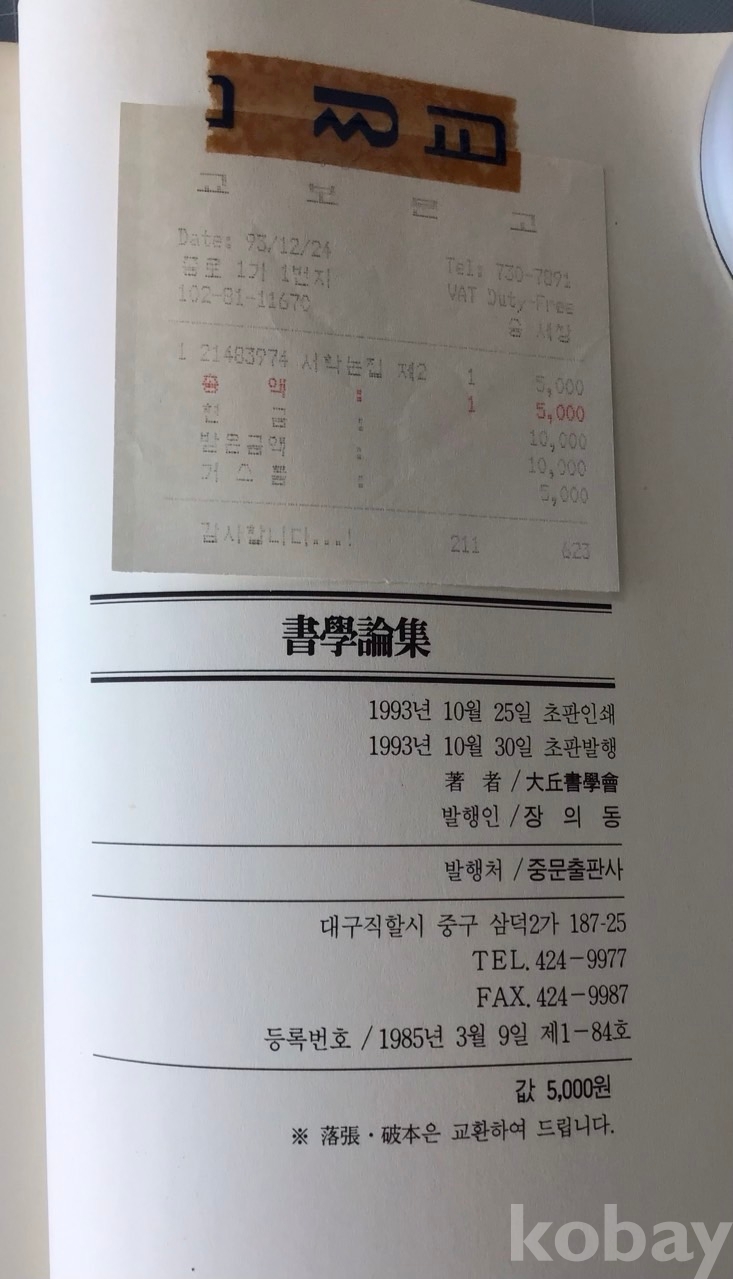 교 보 문 고
Date: 93/12/24
종로 1가 1번지
Tel: 730-7891
102-81-11670
VAT Duty-Free
1 21483974 서학논집 제2 1 5,000
총 액 : 1 5,000
현 금 : 10,000
받은금액 : 10,000
거스름 : 5,000
감사합니다...! 211 623
書學論集
1993년 10월 25일 초판인쇄
1993년 10월 30일 초판발행
著 者 / 大丘書學會
발행인 / 장 의 동
발행처 / 중문출판사
대구직할시 중구 삼덕2가 187-25
TEL. 424-9977
FAX. 424-9987
등록번호 / 1985년 3월 9일 제1-84호
값 5,000원
※ 落張·破本은 교환하여 드립니다.
kobay